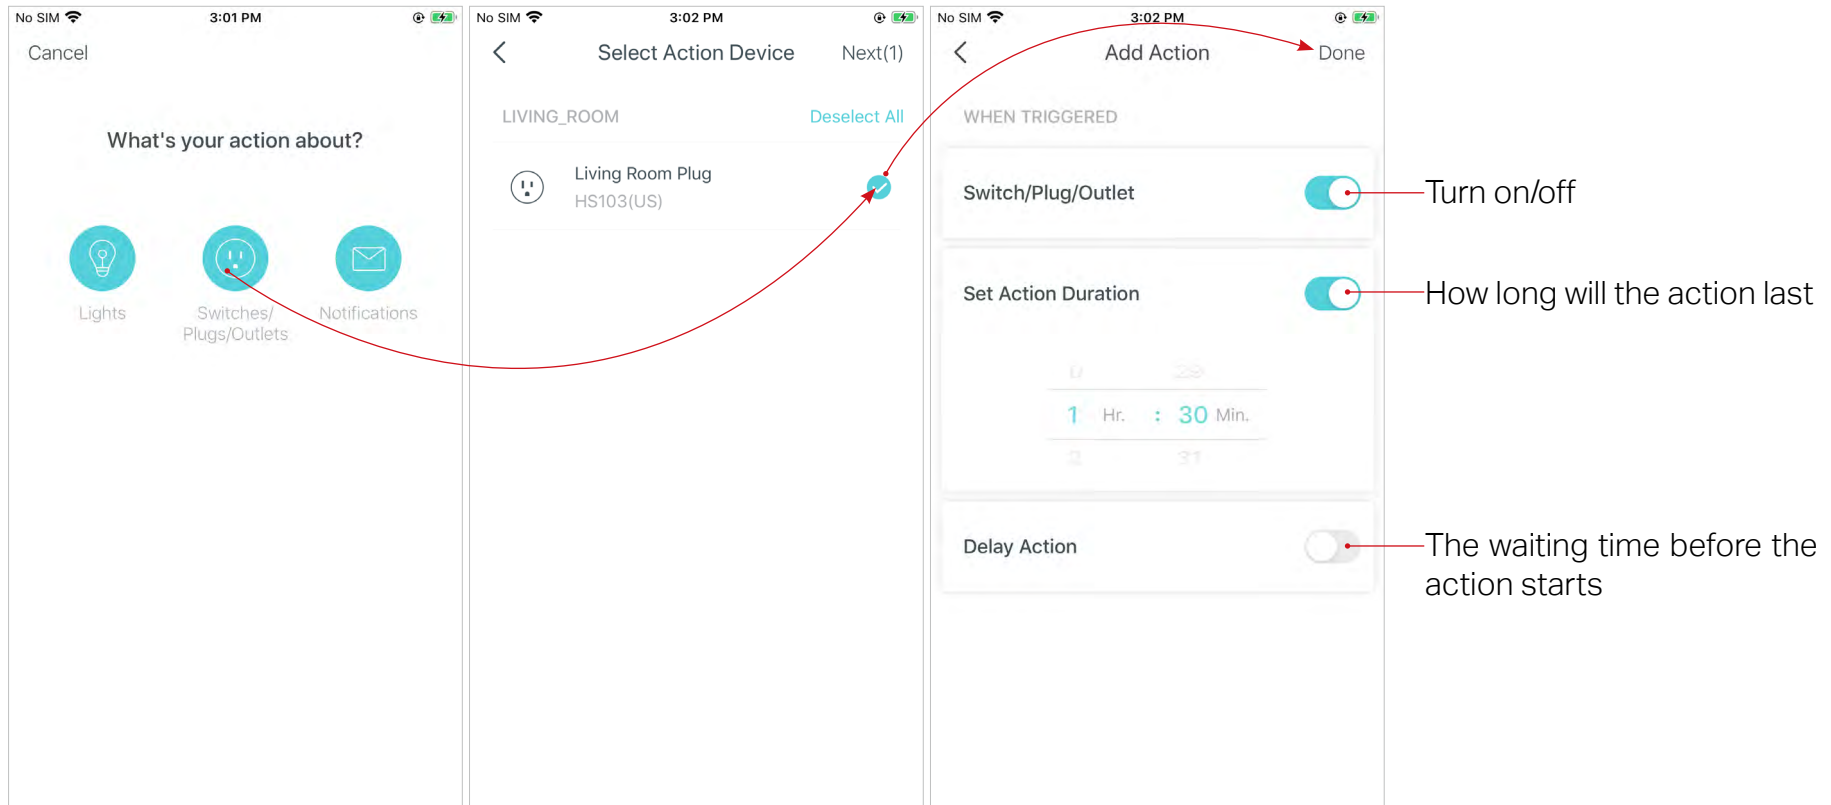 No SIM 3:01 PM
Cancel
What's your action about?
Lights
Switches/
Plugs/Outlets
Notifications
No SIM 3:02 PM
Select Action Device Next(1)
LIVING_ROOM Deselect All
Living Room Plug
HS103(US)
No SIM 3:02 PM
Add Action Done
WHEN TRIGGERED
Switch/Plug/Outlet
Set Action Duration
29
1 Hr. : 30 Min.
2 31
Delay Action
Turn on/off
How long will the action last
The waiting time before the
action starts